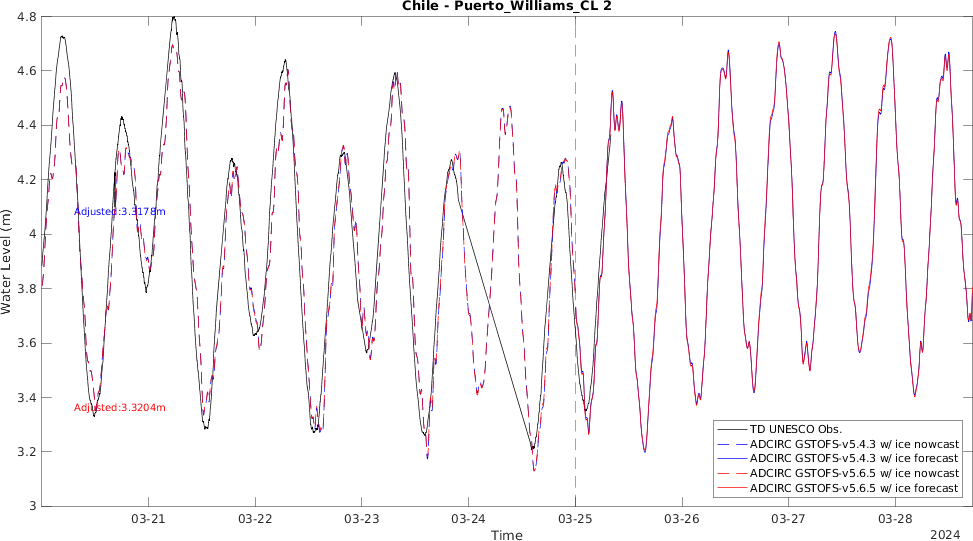 Chile - Puerto_Williams_CL 2
4.8
4.6
4.4
4.2
4
3.8
3.6
3.4
3.2
3
Water Level (m)
Adjusted:3.3178m
Adjusted:3.3204m
TD UNESCO Obs.
ADCIRC GSTOFS-v5.4.3 w/ ice nowcast
ADCIRC GSTOFS-v5.4.3 w/ ice forecast
ADCIRC GSTOFS-v5.6.5 w/ ice nowcast
ADCIRC GSTOFS-v5.6.5 w/ ice forecast
03-21 03-22 03-23 03-24 03-25 03-26 03-27 03-28
Time
2024